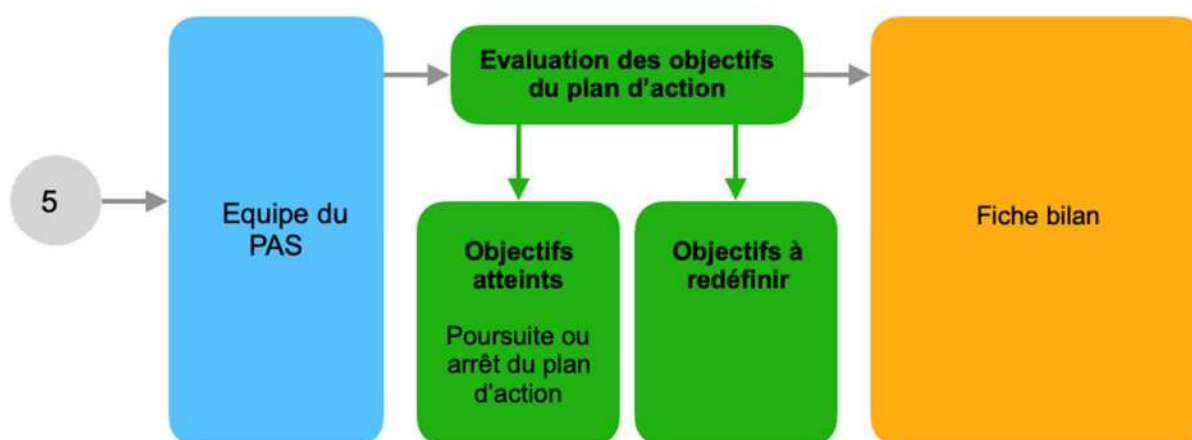 5
Equipe du
PAS
Evaluation des objectifs
du plan d'action
Objectifs
atteints
Poursuite ou
arrêt du plan
d'action
Objectifs à
redéfinir
Fiche bilan